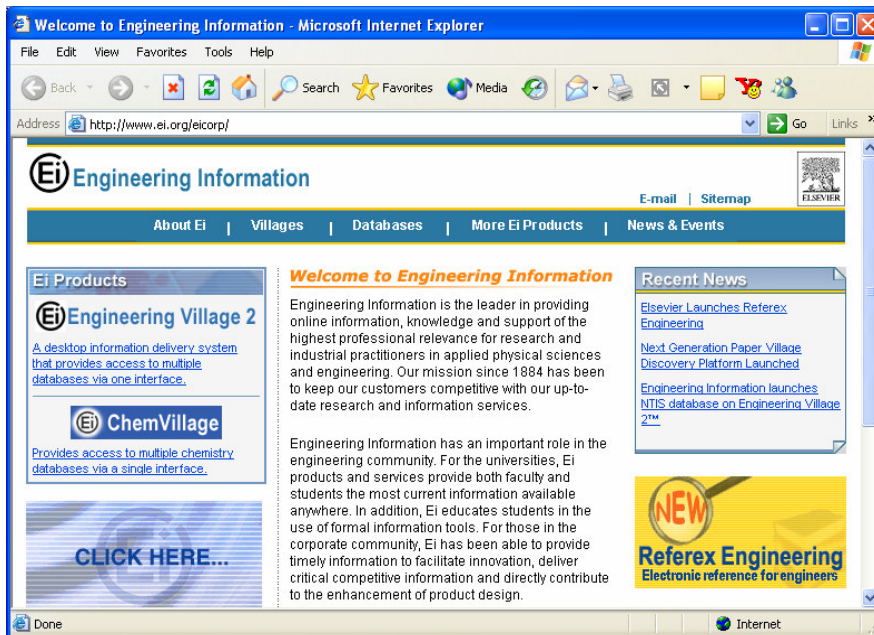 Welcome to Engineering Information - Microsoft Internet Explorer
File Edit View Favorites Tools Help
Back Search Favorites Media
Address http://www.ei.org/eicorp/ Go Links »
Ei Engineering Information
E-mail | Sitemap
ELSEVIER
About Ei | Villages | Databases | More Ei Products | News & Events
Ei Products
Ei Engineering Village 2
A desktop information delivery system
that provides access to multiple
databases via one interface.
Ei ChemVillage
Provides access to multiple chemistry
databases via a single interface.
CLICK HERE...
Welcome to Engineering Information
Engineering Information is the leader in providing
online information, knowledge and support of the
highest professional relevance for research and
industrial practitioners in applied physical sciences
and engineering. Our mission since 1884 has been
to keep our customers competitive with our up-to-
date research and information services.
Engineering Information has an important role in the
engineering community. For the universities, Ei
products and services provide both faculty and
students the most current information available
anywhere. In addition, Ei educates students in the
use of formal information tools. For those in the
corporate community, Ei has been able to provide
timely information to facilitate innovation, deliver
critical competitive information and directly contribute
to the enhancement of product design.
Recent News
Elsevier Launches Referex
Engineering
Next Generation Paper Village
Discovery Platform Launched
Engineering Information launches
NTIS database on Engineering Village
2™
NEW
Referex Engineering
Electronic reference for engineers
Done Internet